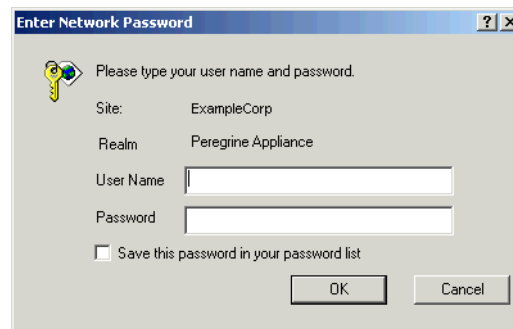 Enter Network Password
Please type your user name and password.
Site: ExampleCorp
Realm Peregrine Appliance
User Name
Password
Save this password in your password list
OK Cancel